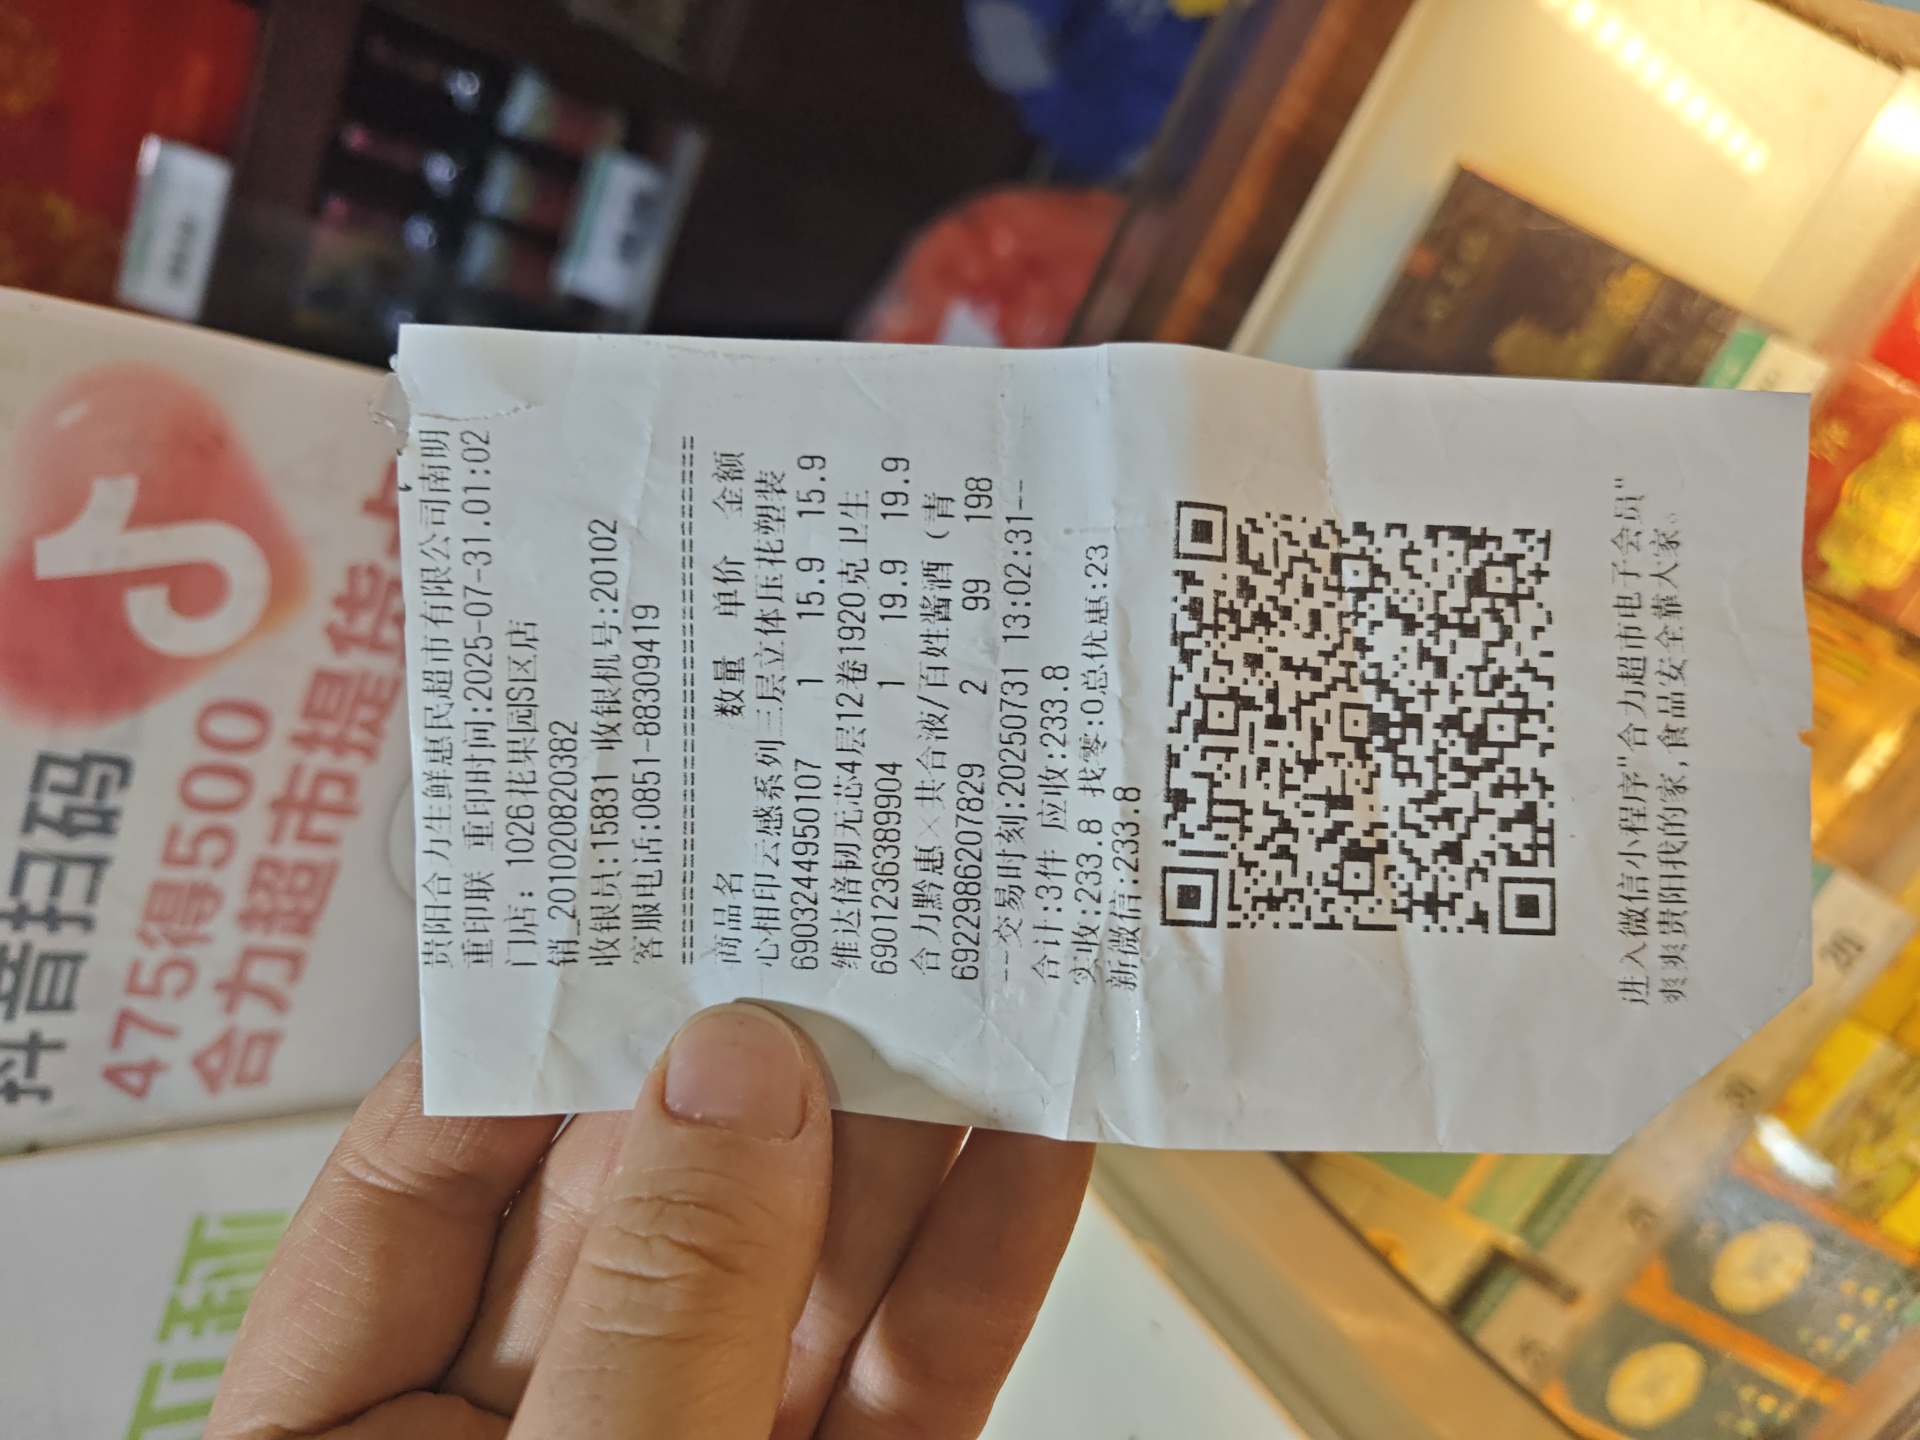 贵阳合力生鲜惠民超市有限公司南明
重印联 重印时间:2025-07-31.01:02
门店: 1026花果园S区店
销_2010208820382
收银员:15831 收银机号:20102
客服电话:0851-88309419
商品名 数量 单价 金额
心相印云感系列三层立体压花塑装
6903244950107 1 15.9 15.9
维达倍韧无芯4层12卷1920克卫生
6901236389904 1 19.9 19.9
合力黔惠×共合液/百姓酱酒（青
6922986207829 2 99 198
--交易时刻:20250731 13:02:31--
合计:3件 应收:233.8
实收:233.8 找零:0总优惠:23
新微信:233.8
进入微信小程序"合力超市电子会员"
爽爽贵阳我的家,食品安全靠大家。
抖音扫码
475得500
合力超市提货